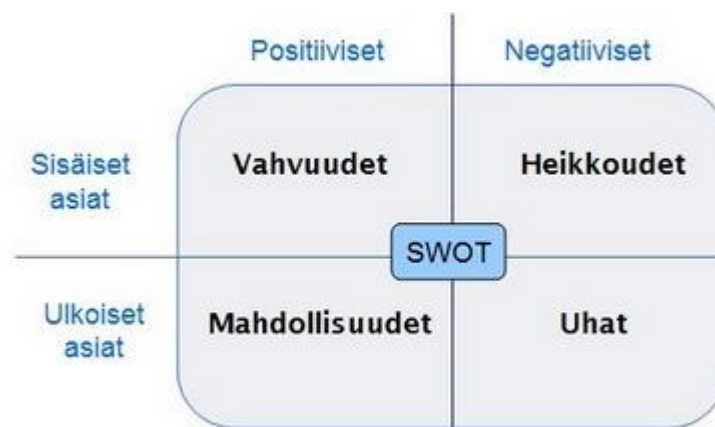 Positiiviset Negatiiviset
Sisäiset
asiat
Vahvuudet Heikkoudet
SWOT
Ulkoiset
asiat
Mahdollisuudet Uhat